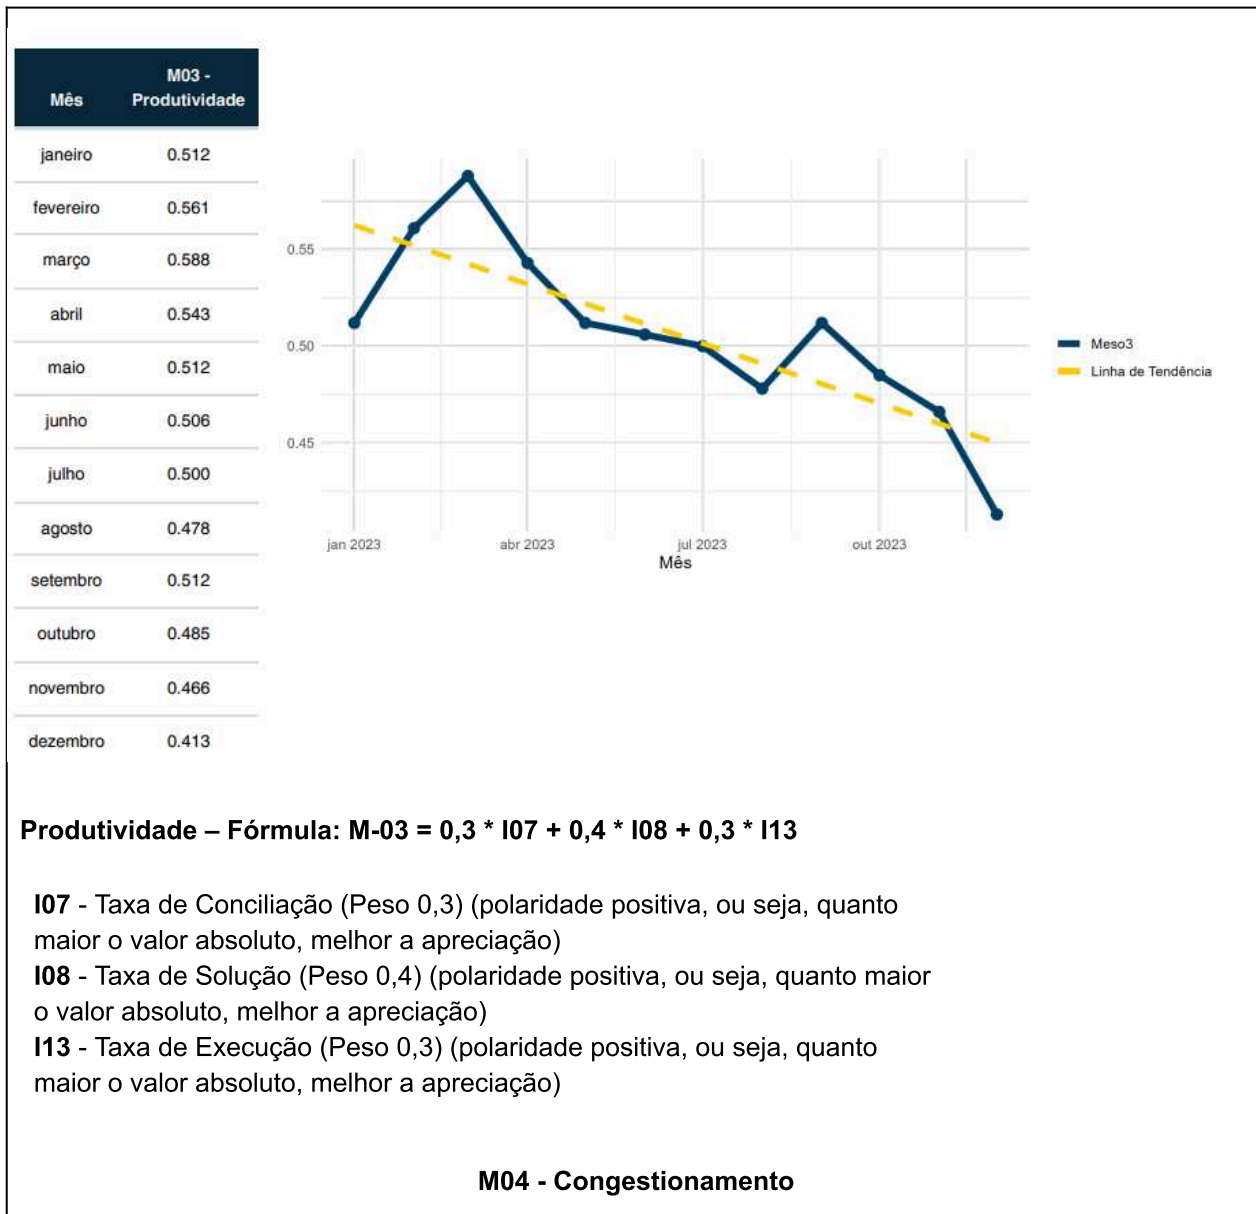 Mês M03 - Produtividade
janeiro 0.512
fevereiro 0.561
março 0.588
abril 0.543
maio 0.512
junho 0.506
julho 0.500
agosto 0.478
setembro 0.512
outubro 0.485
novembro 0.466
dezembro 0.413
0.55
0.50
0.45
jan 2023 abr 2023 jul 2023 out 2023
Mês
Meso3
Linha de Tendência
Produtividade – Fórmula: M-03 = 0,3 * I07 + 0,4 * I08 + 0,3 * I13
I07 - Taxa de Conciliação (Peso 0,3) (polaridade positiva, ou seja, quanto
maior o valor absoluto, melhor a apreciação)
I08 - Taxa de Solução (Peso 0,4) (polaridade positiva, ou seja, quanto maior
o valor absoluto, melhor a apreciação)
I13 - Taxa de Execução (Peso 0,3) (polaridade positiva, ou seja, quanto
maior o valor absoluto, melhor a apreciação)
M04 - Congestionamento